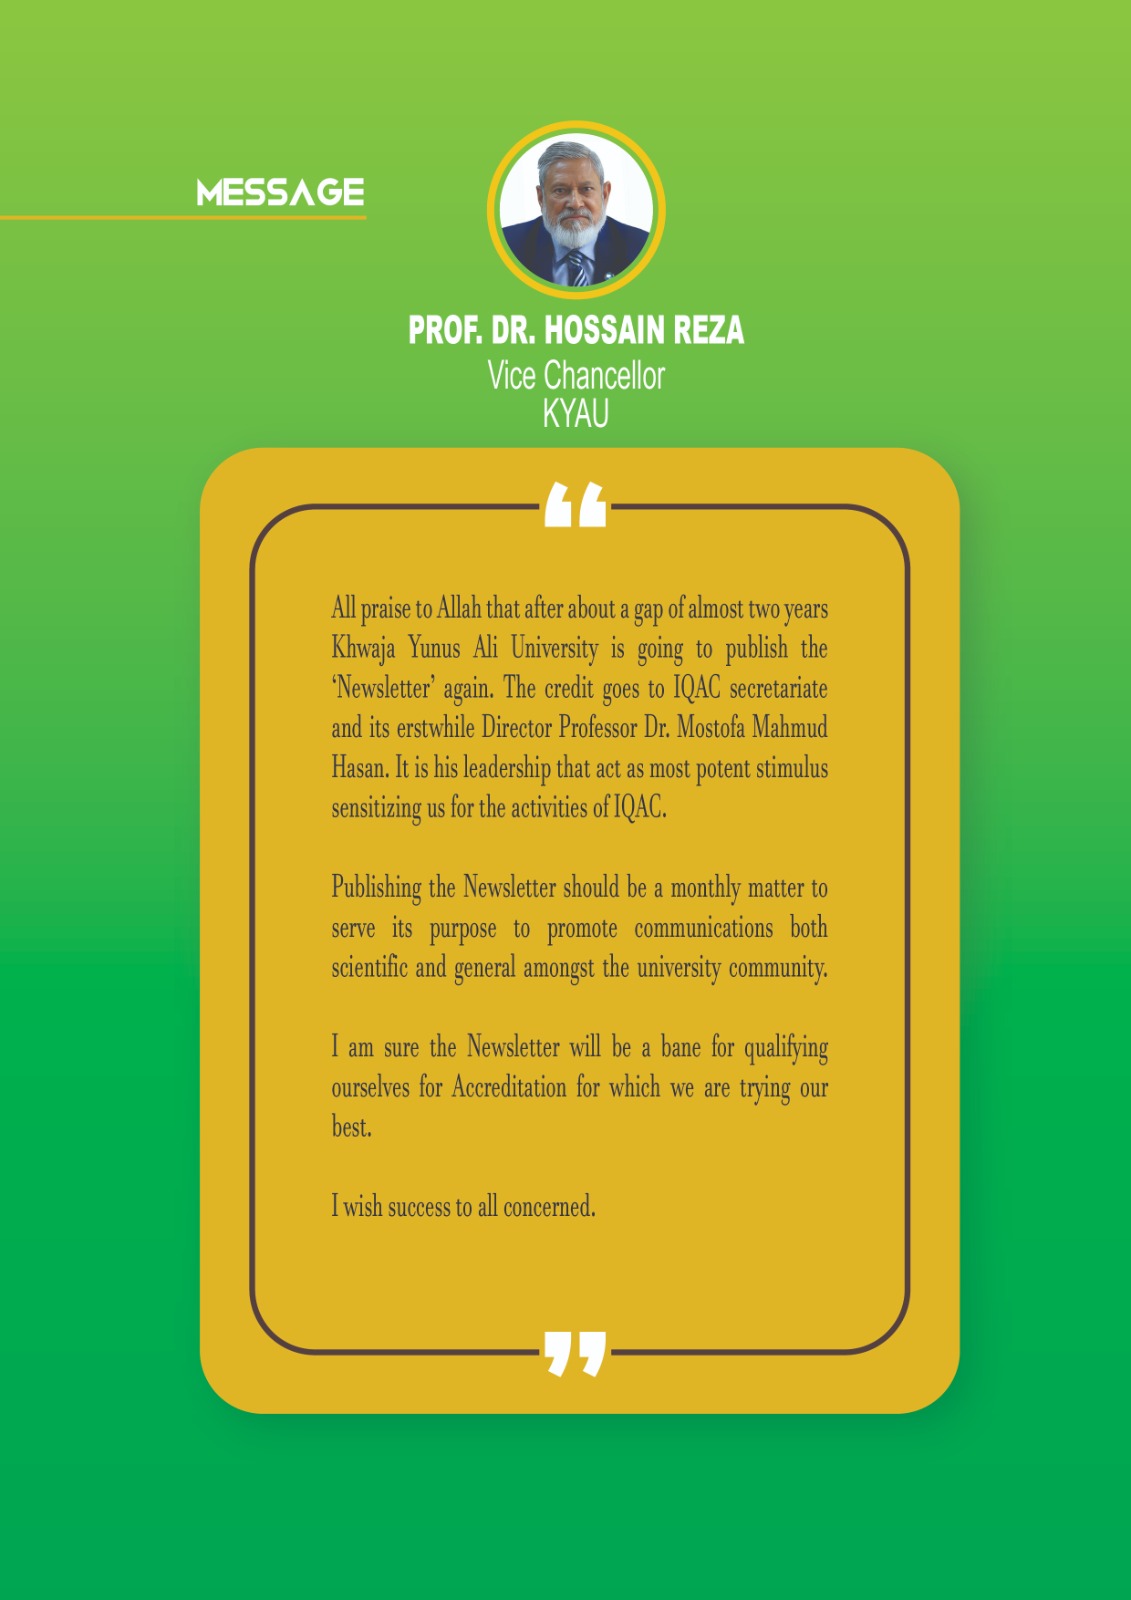 MESSAGE
PROF. DR. HOSSAIN REZA
Vice Chancellor
KYAU
“
All praise to Allah that after about a gap of almost two years
Khwaja Yunus Ali University is going to publish the
‘Newsletter’ again. The credit goes to IQAC secretariate
and its erstwhile Director Professor Dr. Mostofa Mahmud
Hasan. It is his leadership that act as most potent stimulus
sensitizing us for the activities of IQAC.
Publishing the Newsletter should be a monthly matter to
serve its purpose to promote communications both
scientific and general amongst the university community.
I am sure the Newsletter will be a bane for qualifying
ourselves for Accreditation for which we are trying our
best.
I wish success to all concerned.
”